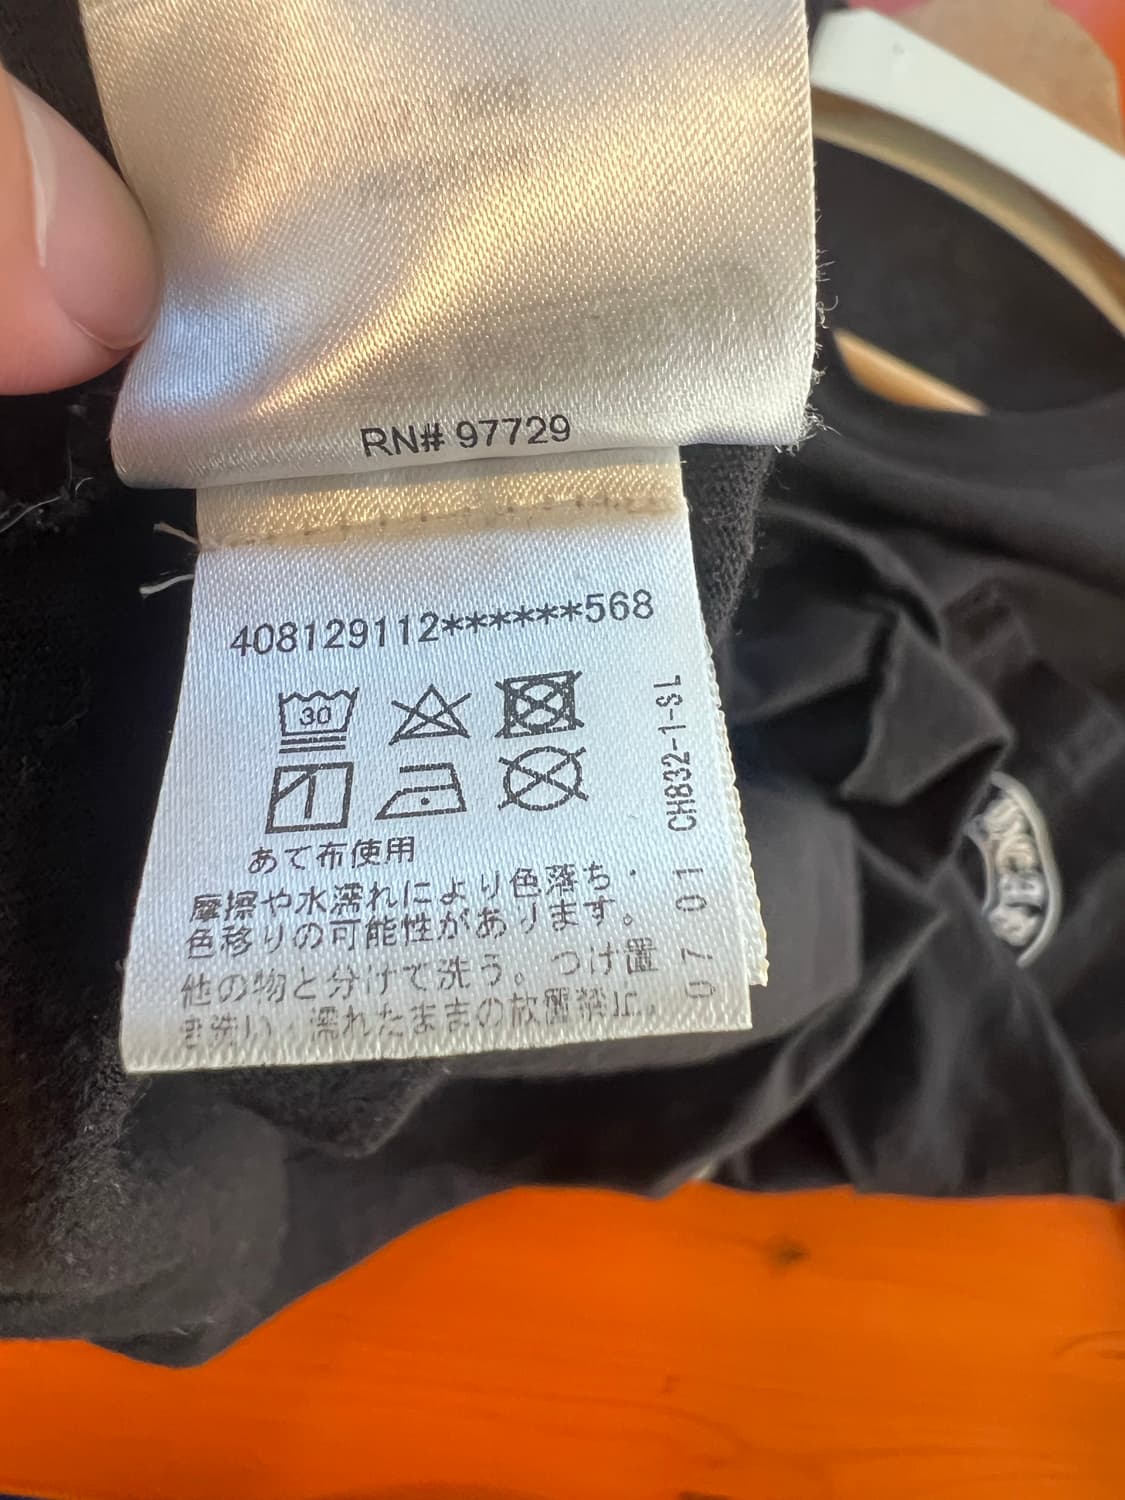 RN# 97729
408129112******568
30
あて布使用
摩擦や水濡れにより色落ち・
色移りの可能性があります。
他の物と分けて洗う。つけ置
き洗い、濡れたままの放置禁止。
CH832-1-SL
07 01